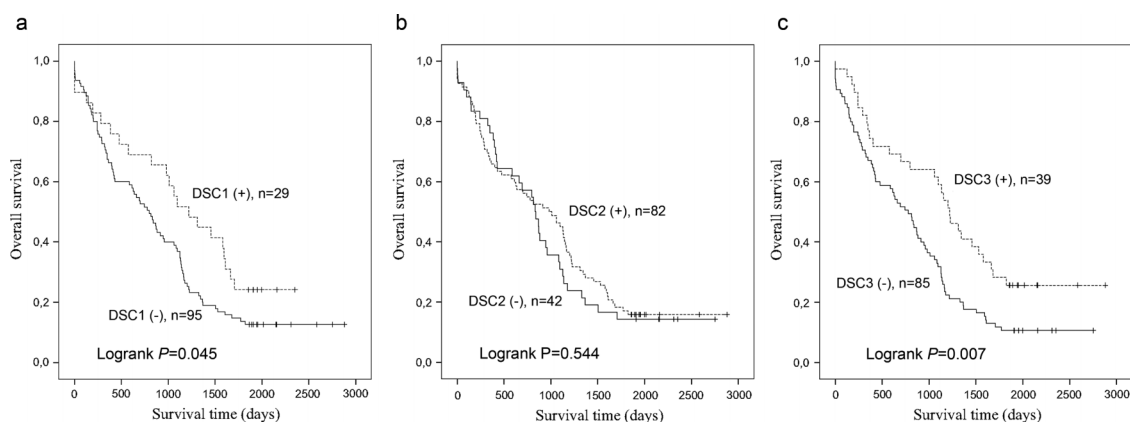 a
Overall survival
1,0
0,8
0,6
0,4
0,2
0,0
DSC1 (+), n=29
DSC1 (-), n=95
Logrank P=0.045
0 500 1000 1500 2000 2500 3000
Survival time (days)
b
Overall survival
1,0
0,8
0,6
0,4
0,2
0,0
DSC2 (+), n=82
DSC2 (-), n=42
Logrank P=0.544
0 500 1000 1500 2000 2500 3000
Survival time (days)
c
Overall survival
1,0
0,8
0,6
0,4
0,2
0,0
DSC3 (+), n=39
DSC3 (-), n=85
Logrank P=0.007
0 500 1000 1500 2000 2500 3000
Survival time (days)